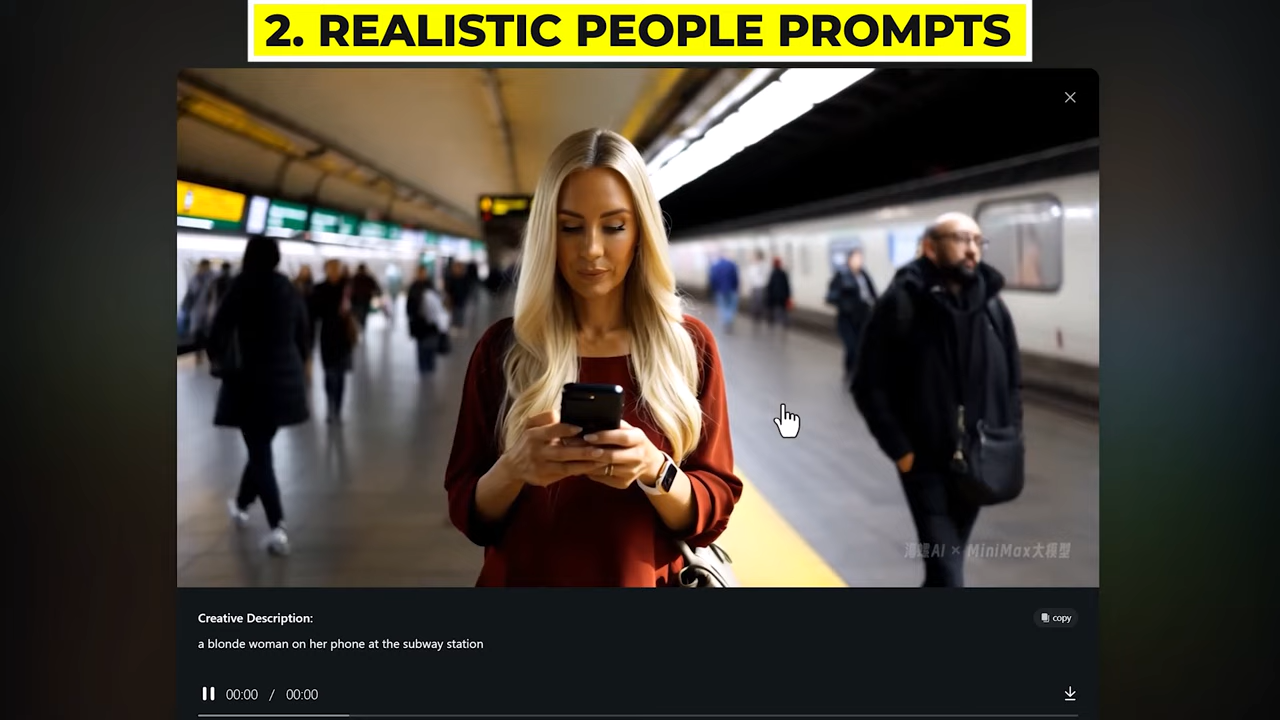 2. REALISTIC PEOPLE PROMPTS
海螺AI × MiniMax大模型
Creative Description:
copy
a blonde woman on her phone at the subway station
00:00 / 00:00